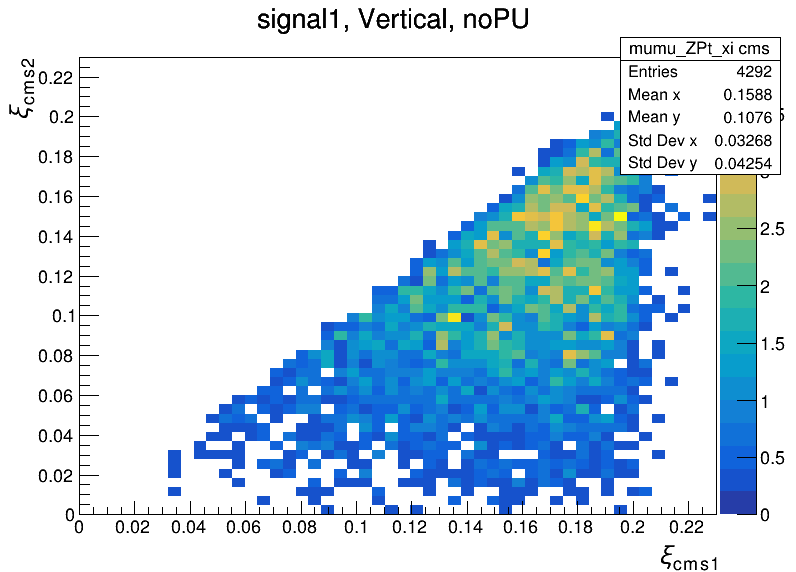 signal1, Vertical, noPU
mumu_ZPt_xi cms
Entries 4292
Mean x 0.1588
Mean y 0.1076
Std Dev x 0.03268
Std Dev y 0.04254
ξcms2
0.22
0.2
0.18
0.16
0.14
0.12
0.1
0.08
0.06
0.04
0.02
0
0 0.02 0.04 0.06 0.08 0.1 0.12 0.14 0.16 0.18 0.2 0.22
ξcms1
2.5
2
1.5
1
0.5
0